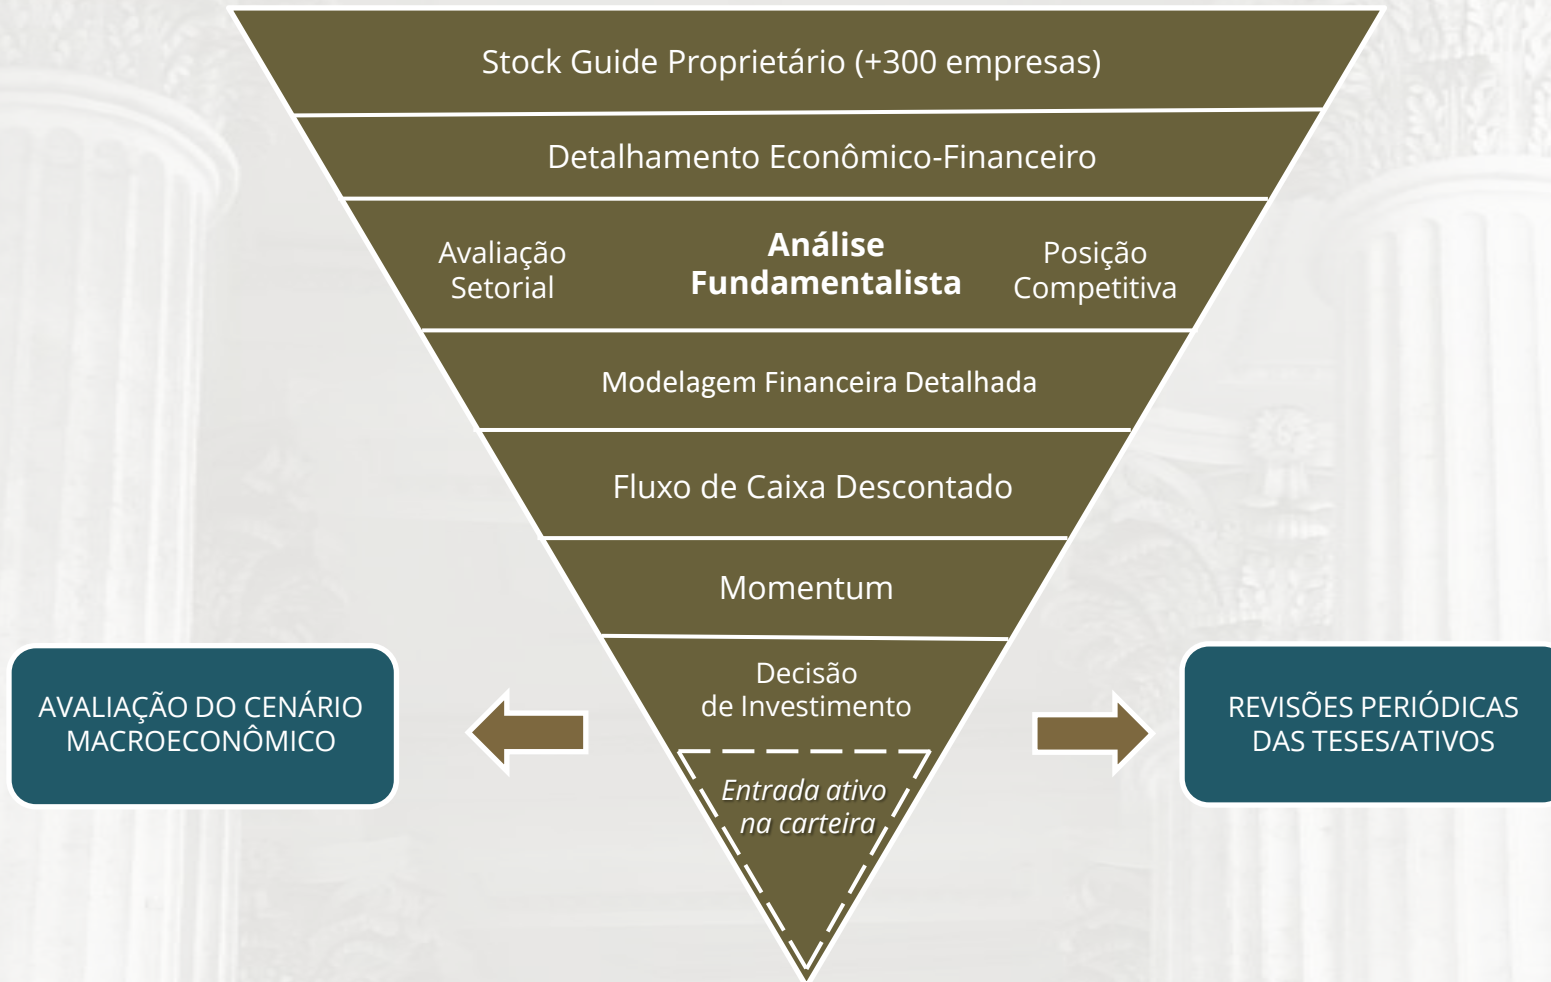 Stock Guide Proprietário (+300 empresas)
Detalhamento Econômico-Financeiro
Avaliação
Setorial
Análise
Fundamentalista
Posição
Competitiva
Modelagem Financeira Detalhada
Fluxo de Caixa Descontado
Momentum
Decisão
de Investimento
Entrada ativo
na carteira
AVALIAÇÃO DO CENÁRIO
MACROECONÔMICO
REVISÕES PERIÓDICAS
DAS TESES/ATIVOS